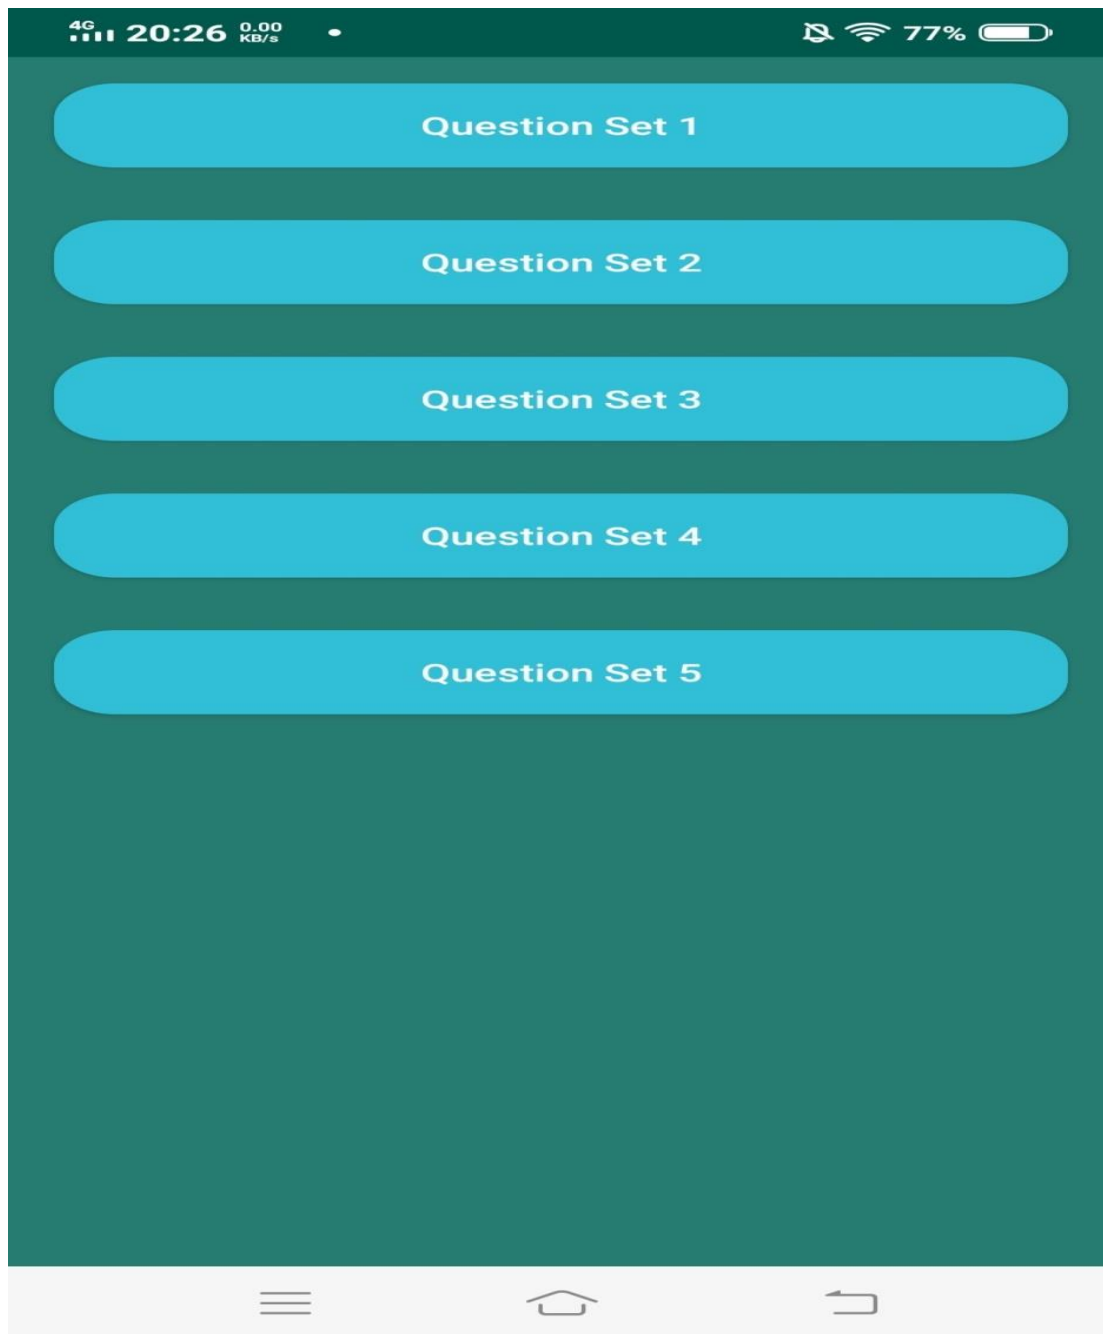 4G 20:26 0.00 KB/s 77%
Question Set 1
Question Set 2
Question Set 3
Question Set 4
Question Set 5